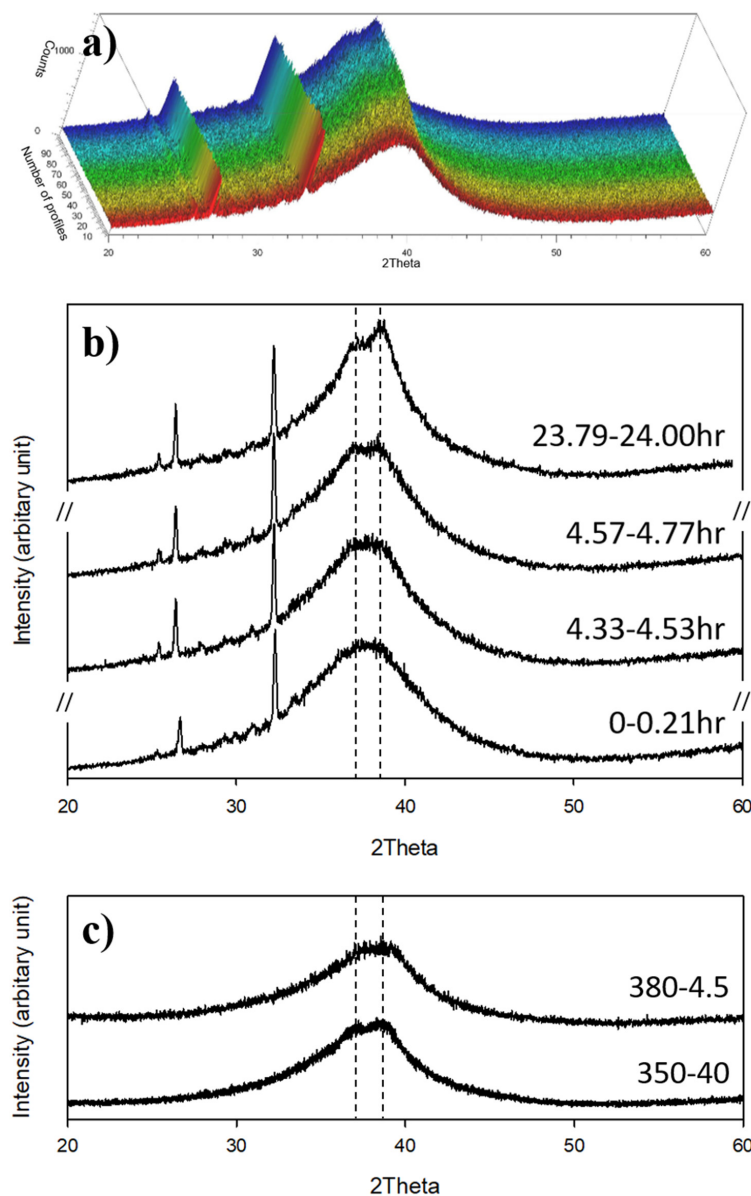 a)
Counts
1000
0
Number of profiles
90
80
70
60
50
40
30
20
10
20 30 40 50 60
2Theta
b)
Intensity (arbitary unit)
23.79-24.00hr
// //
4.57-4.77hr
4.33-4.53hr
// //
0-0.21hr
20 30 40 50 60
2Theta
c)
Intensity (arbitary unit)
380-4.5
350-40
20 30 40 50 60
2Theta